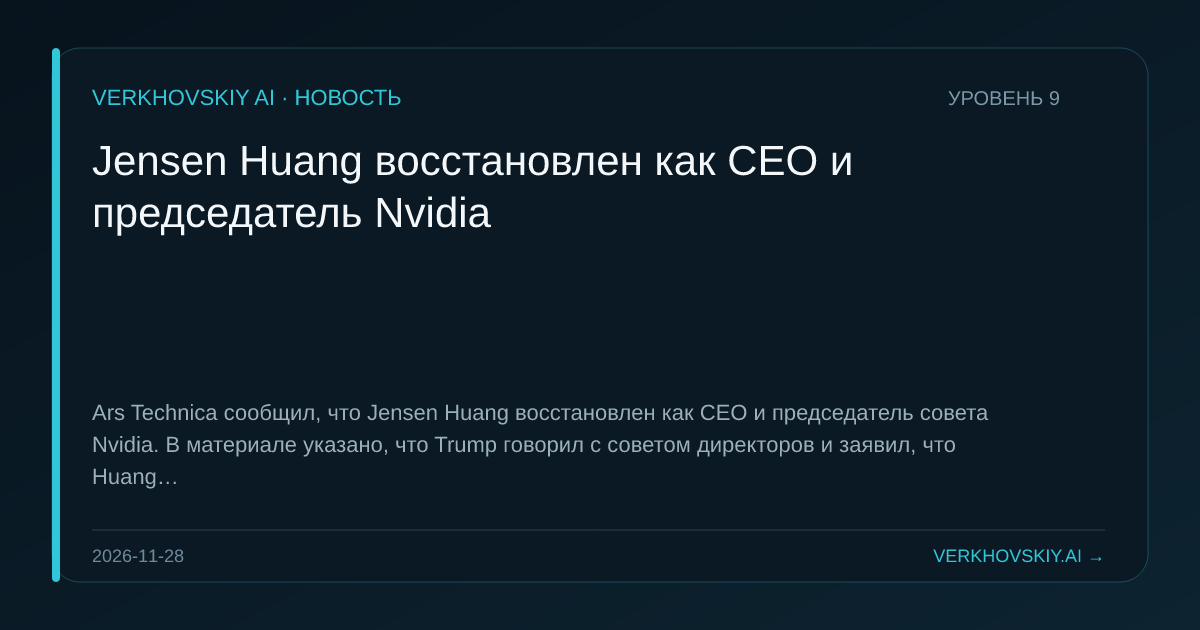 VERKHOVSKIY AI · НОВОСТЬ
УРОВЕНЬ 9
Jensen Huang восстановлен как CEO и
председатель Nvidia
Ars Technica сообщил, что Jensen Huang восстановлен как CEO и председатель совета
Nvidia. В материале указано, что Trump говорил с советом директоров и заявил, что
Huang…
2026-11-28
VERKHOVSKIY.AI →